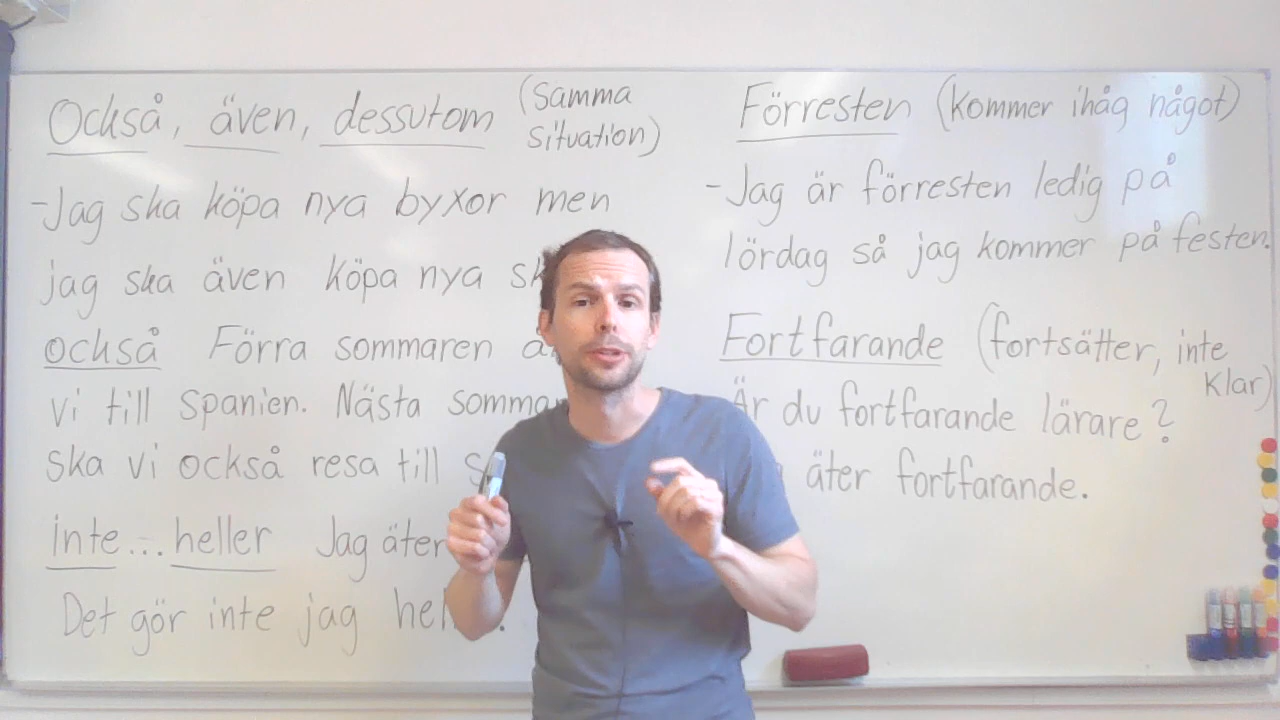 Också, även, dessutom (samma
situation)
-Jag ska köpa nya byxor men
jag ska även köpa nya
också Förra sommaren
vi till Spanien. Nästa
ska vi också resa till
inte...heller Jag äter
Det gör inte jag
Förresten (kommer ihåg något)
-Jag är förresten ledig på
lördag så jag kommer på festen.
Fortfarande (fortsätter, inte
klar)
Är du fortfarande lärare?
äter fortfarande.